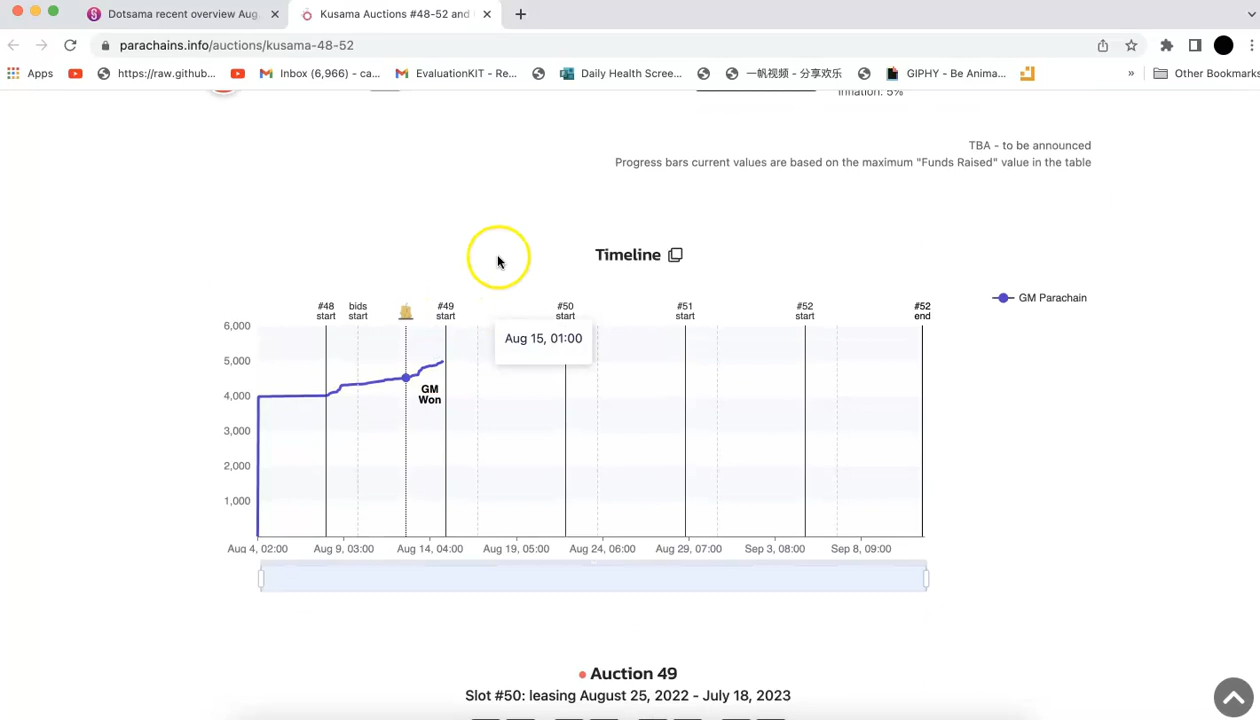 Dotsama recent overview Aug,
Kusama Auctions #48-52 and
parachains.info/auctions/kusama-48-52
Apps
https://raw.github...
Inbox (6,966) - ca...
EvaluationKIT - Re...
Daily Health Scree...
一帆视频 - 分享欢乐
GIPHY - Be Anima...
»
Other Bookmarks
Inflation: 5%
TBA - to be announced
Progress bars current values are based on the maximum "Funds Raised" value in the table
Timeline
#48 start
bids start
#49 start
#50 start
#51 start
#52 start
#52 end
GM Parachain
6,000
5,000
4,000
3,000
2,000
1,000
Aug 15, 01:00
GM Won
Aug 4, 02:00
Aug 9, 03:00
Aug 14, 04:00
Aug 19, 05:00
Aug 24, 06:00
Aug 29, 07:00
Sep 3, 08:00
Sep 8, 09:00
Auction 49
Slot #50: leasing August 25, 2022 - July 18, 2023